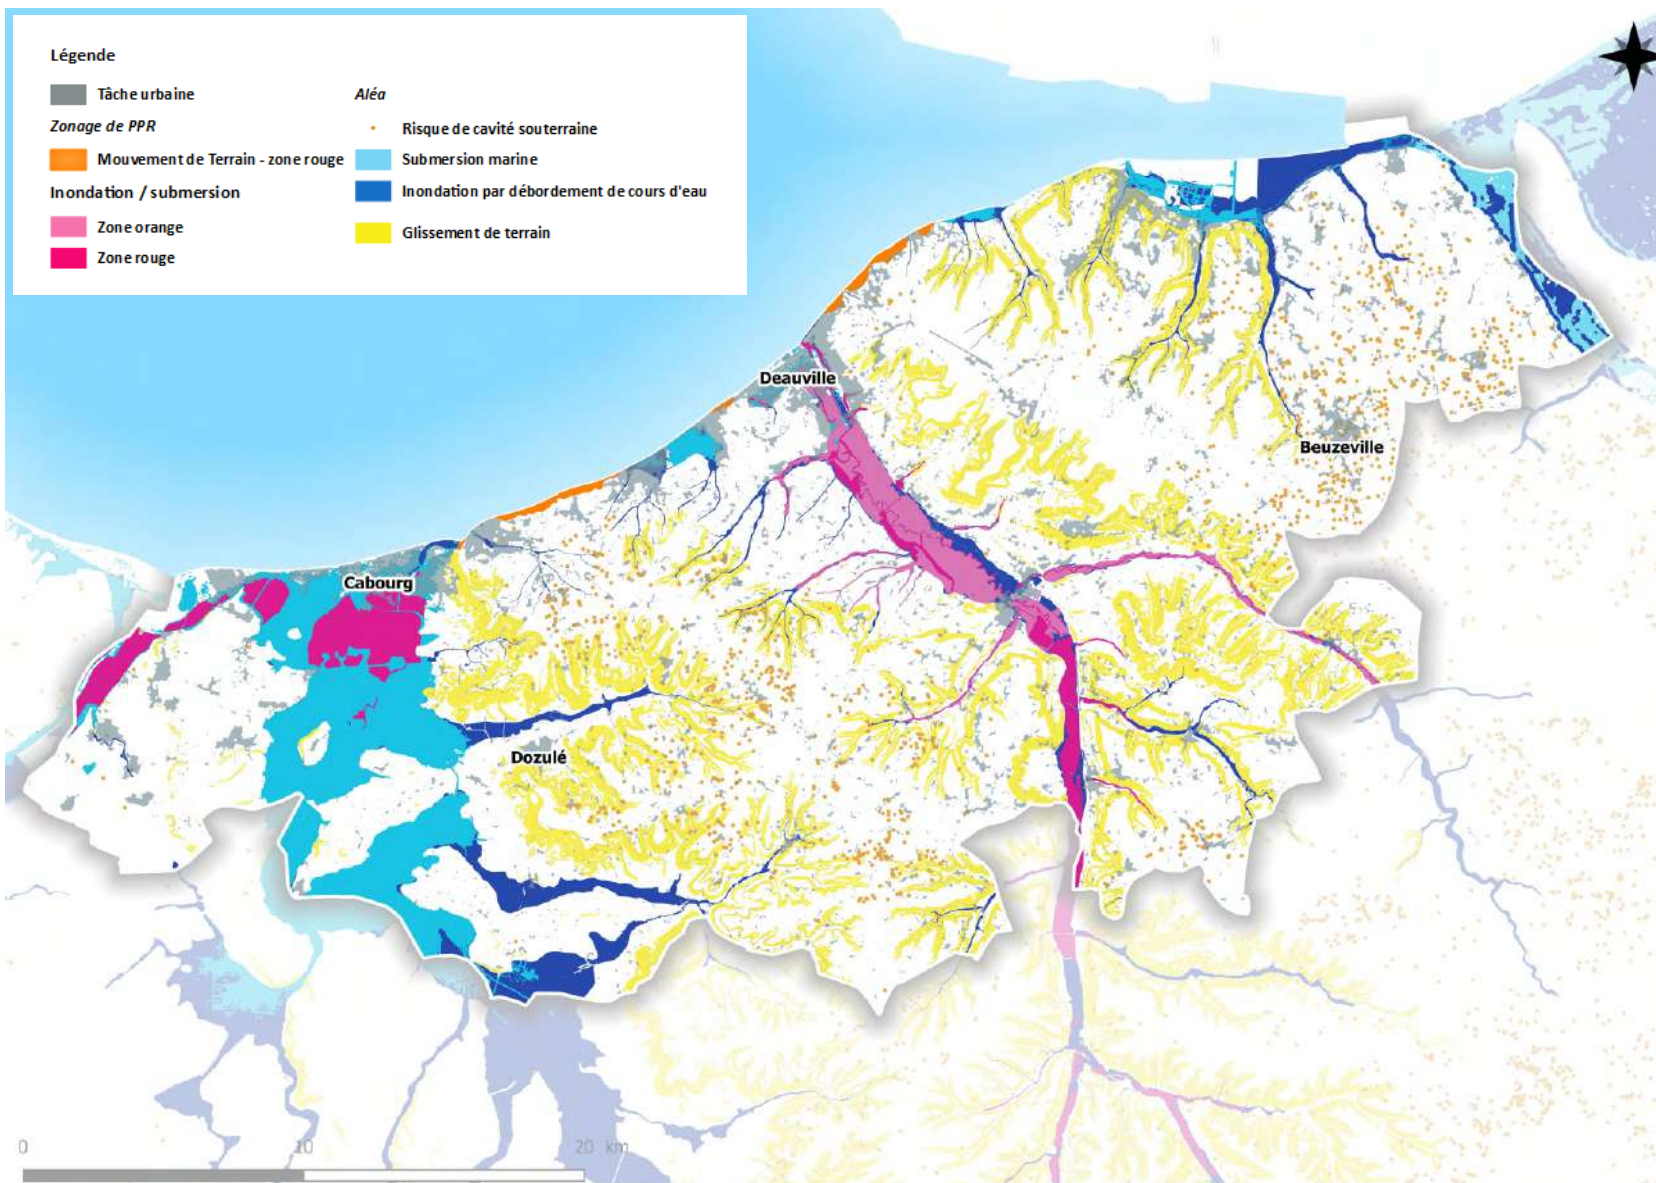 Légende
Tâche urbaine
Aléa
Zonage de PPR
Risque de cavité souterraine
Mouvement de Terrain - zone rouge
Submersion marine
Inondation / submersion
Inondation par débordement de cours d'eau
Zone orange
Glissement de terrain
Zone rouge
Deauville
Beuzeville
Cabourg
Dozulé
0 10 20 km